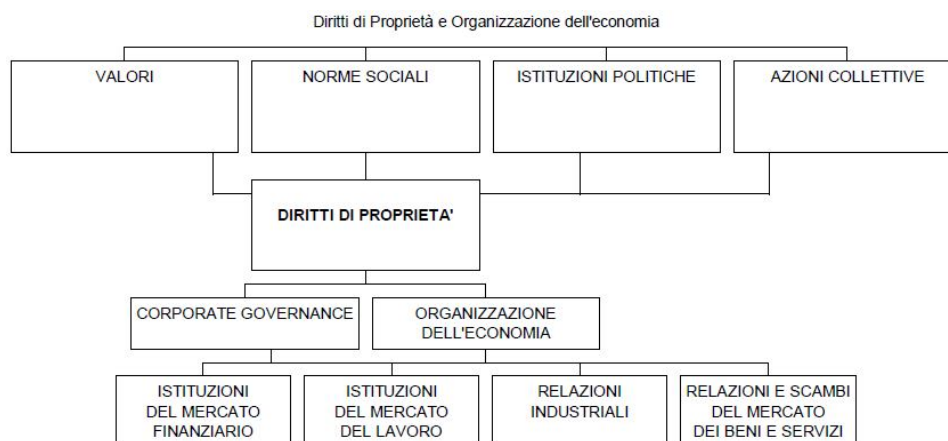 Diritti di Proprietà e Organizzazione dell'economia
VALORI
NORME SOCIALI
ISTITUZIONI POLITICHE
AZIONI COLLETTIVE
DIRITTI DI PROPRIETA'
CORPORATE GOVERNANCE
ORGANIZZAZIONE
DELL'ECONOMIA
ISTITUZIONI
DEL MERCATO
FINANZIARIO
ISTITUZIONI
DEL MERCATO
DEL LAVORO
RELAZIONI
INDUSTRIALI
RELAZIONI E SCAMBI
DEL MERCATO
DEI BENI E SERVIZI